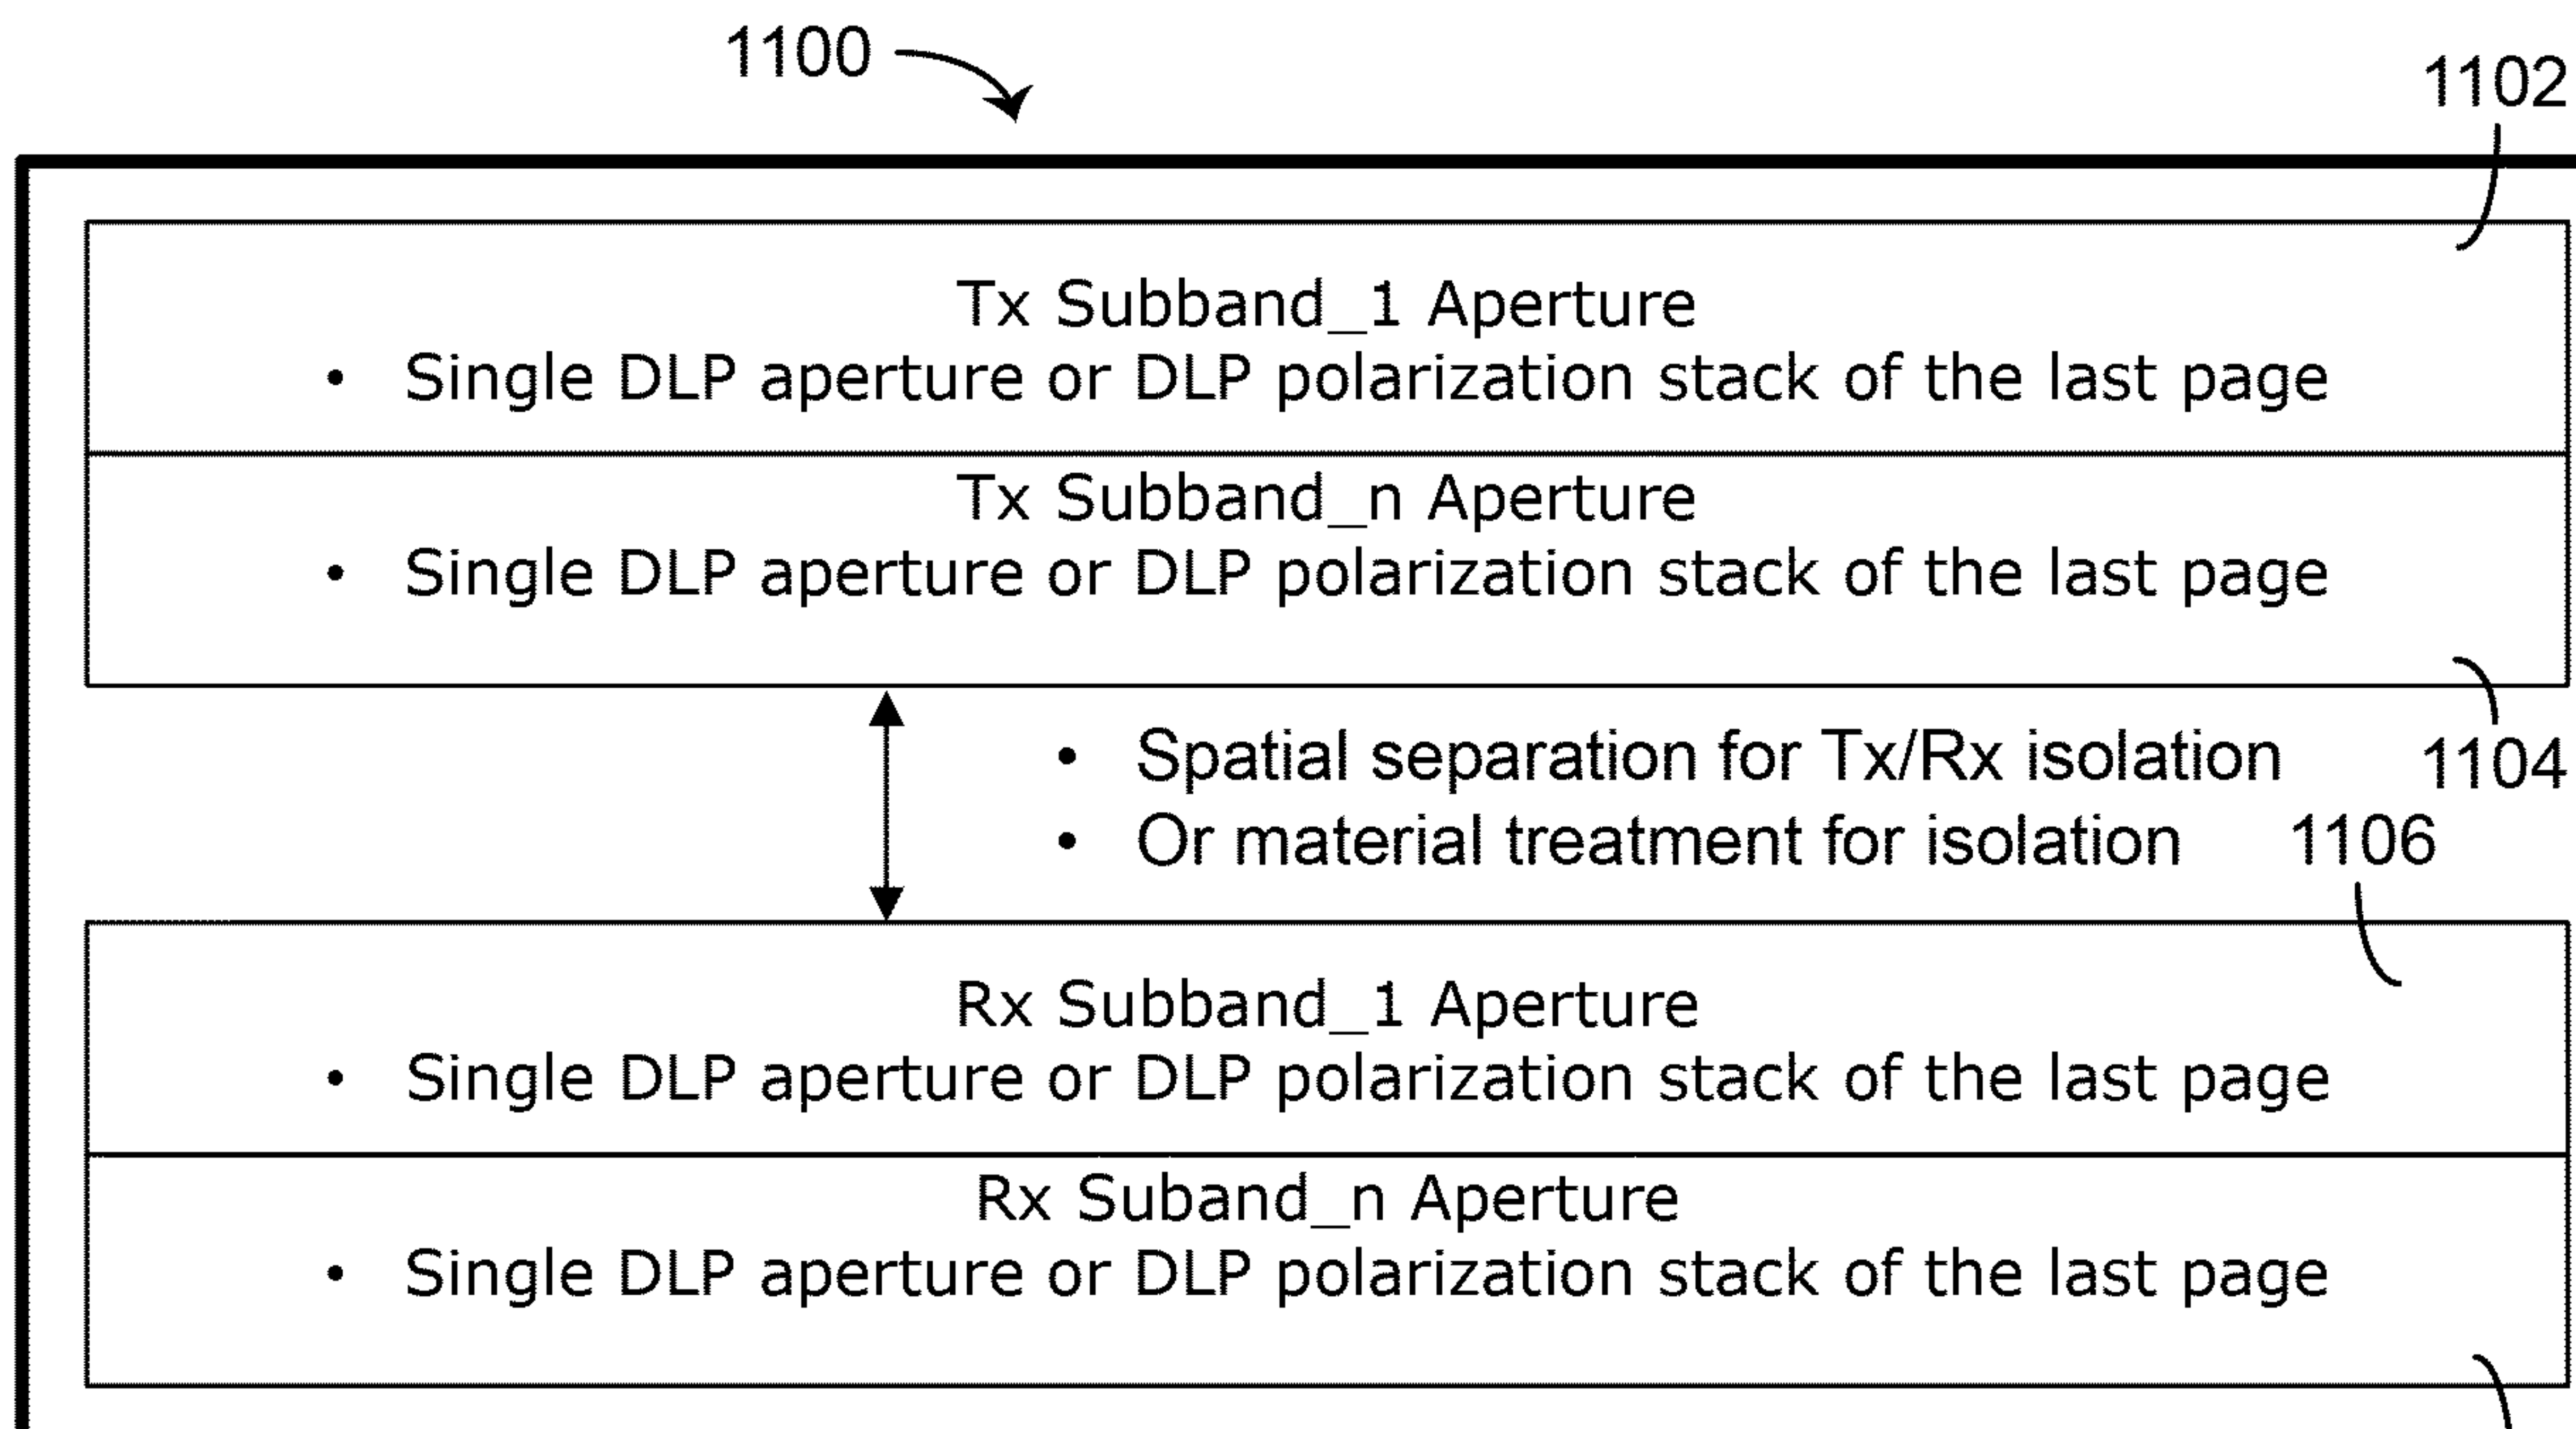 1100
1102
Tx Subband_1 Aperture
• Single DLP aperture or DLP polarization stack of the last page
Tx Subband_n Aperture
• Single DLP aperture or DLP polarization stack of the last page
• Spatial separation for Tx/Rx isolation
1104
• Or material treatment for isolation
1106
Rx Subband_1 Aperture
• Single DLP aperture or DLP polarization stack of the last page
Rx Suband_n Aperture
• Single DLP aperture or DLP polarization stack of the last page